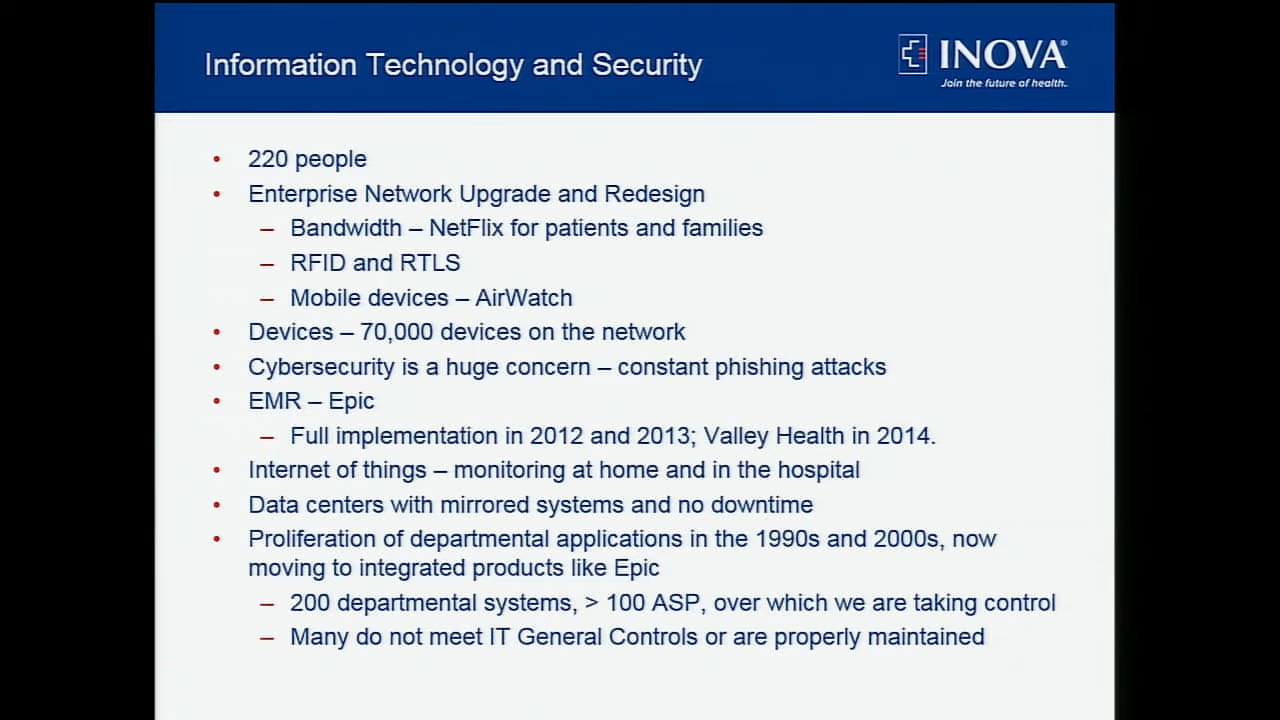 Information Technology and Security
INOVA®
Join the future of health.
• 220 people
• Enterprise Network Upgrade and Redesign
– Bandwidth – NetFlix for patients and families
– RFID and RTLS
– Mobile devices – AirWatch
• Devices – 70,000 devices on the network
• Cybersecurity is a huge concern – constant phishing attacks
• EMR – Epic
– Full implementation in 2012 and 2013; Valley Health in 2014.
• Internet of things – monitoring at home and in the hospital
• Data centers with mirrored systems and no downtime
• Proliferation of departmental applications in the 1990s and 2000s, now
moving to integrated products like Epic
– 200 departmental systems, > 100 ASP, over which we are taking control
– Many do not meet IT General Controls or are properly maintained